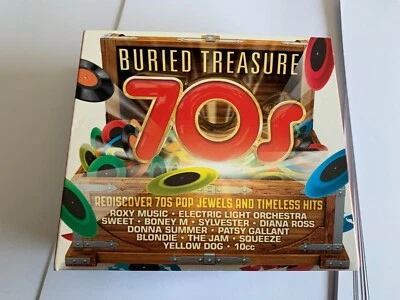 BURIED TREASURE
70s
REDISCOVER 70S POP JEWELS AND TIMELESS HITS
ROXY MUSIC • ELECTRIC LIGHT ORCHESTRA
SWEET • BONEY M • SYLVESTER • DIANA ROSS
DONNA SUMMER • PATSY GALLANT
BLONDIE • THE JAM • SQUEEZE
YELLOW DOG • 10cc